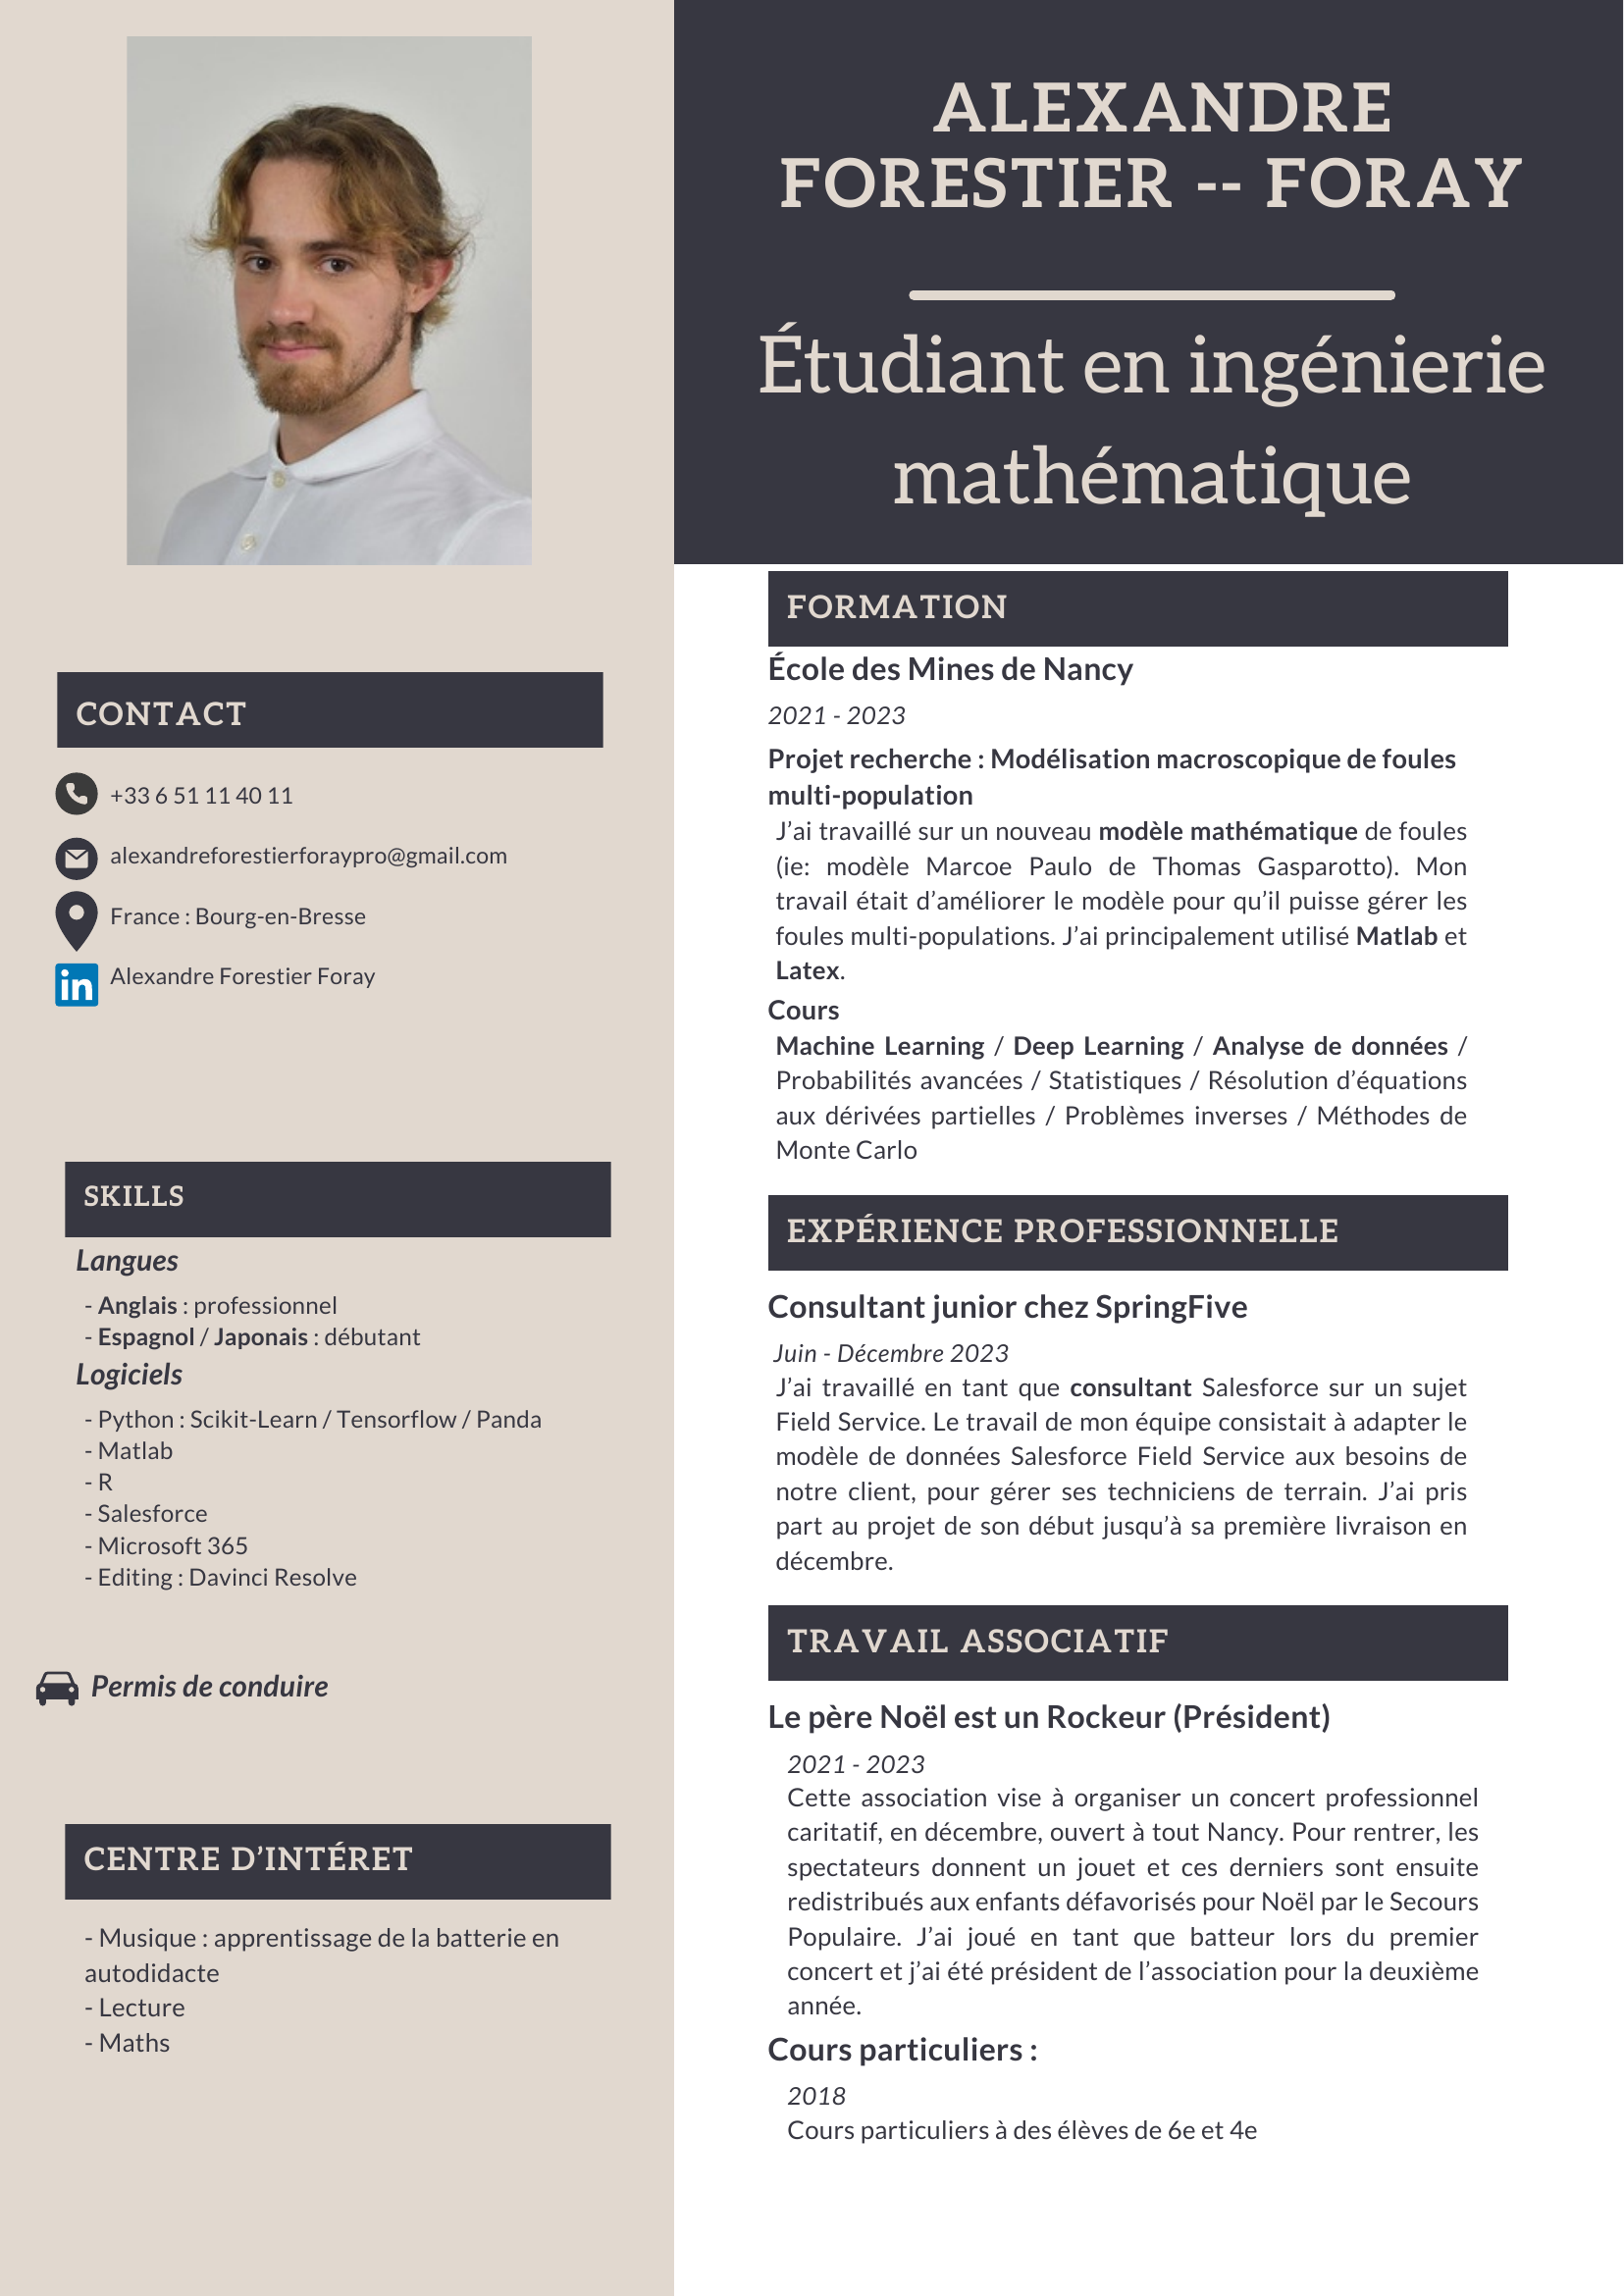 ALEXANDRE
FORESTIER -- FORAY
Étudiant en ingénierie
mathématique
CONTACT
+33 6 51 11 40 11
alexandreforestierforaypro@gmail.com
France : Bourg-en-Bresse
in
Alexandre Forestier Foray
SKILLS
Langues
- Anglais : professionnel
- Espagnol / Japonais : débutant
Logiciels
- Python : Scikit-Learn / Tensorflow / Panda
- Matlab
- R
- Salesforce
- Microsoft 365
- Editing : Davinci Resolve
Permis de conduire
CENTRE D’INTÉRET
- Musique : apprentissage de la batterie en
autodidacte
- Lecture
- Maths
FORMATION
École des Mines de Nancy
2021 - 2023
Projet recherche : Modélisation macroscopique de foules
multi-population
J’ai travaillé sur un nouveau modèle mathématique de foules
(ie: modèle Marcoe Paulo de Thomas Gasparotto). Mon
travail était d’améliorer le modèle pour qu’il puisse gérer les
foules multi-populations. J’ai principalement utilisé Matlab et
Latex.
Cours
Machine Learning / Deep Learning / Analyse de données /
Probabilités avancées / Statistiques / Résolution d’équations
aux dérivées partielles / Problèmes inverses / Méthodes de
Monte Carlo
EXPÉRIENCE PROFESSIONNELLE
Consultant junior chez SpringFive
Juin - Décembre 2023
J’ai travaillé en tant que consultant Salesforce sur un sujet
Field Service. Le travail de mon équipe consistait à adapter le
modèle de données Salesforce Field Service aux besoins de
notre client, pour gérer ses techniciens de terrain. J’ai pris
part au projet de son début jusqu’à sa première livraison en
décembre.
TRAVAIL ASSOCIATIF
Le père Noël est un Rockeur (Président)
2021 - 2023
Cette association vise à organiser un concert professionnel
caritatif, en décembre, ouvert à tout Nancy. Pour rentrer, les
spectateurs donnent un jouet et ces derniers sont ensuite
redistribués aux enfants défavorisés pour Noël par le Secours
Populaire. J’ai joué en tant que batteur lors du premier
concert et j’ai été président de l’association pour la deuxième
année.
Cours particuliers :
2018
Cours particuliers à des élèves de 6e et 4e